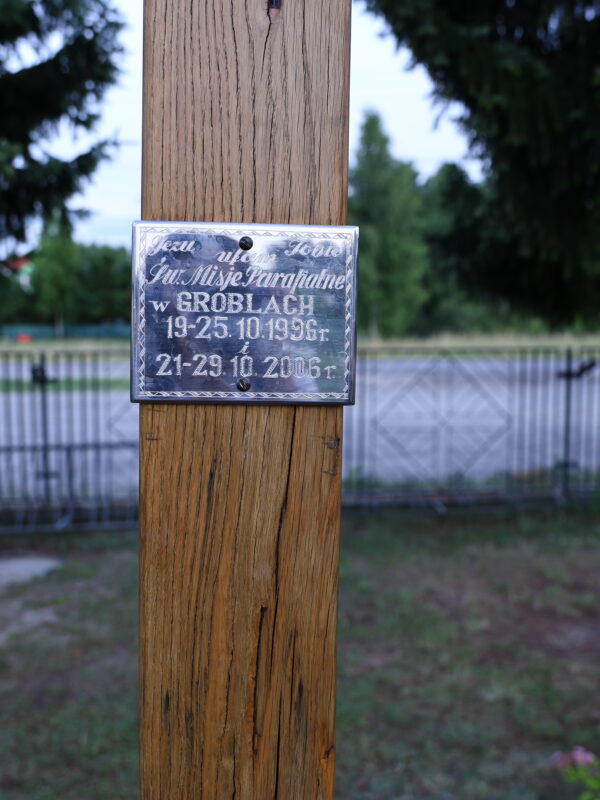 Jezu ufam Tobie
Św. Misje Parafialne
w GROBLACH
19-25.10.1996r.
i
21-29.10.2006r.